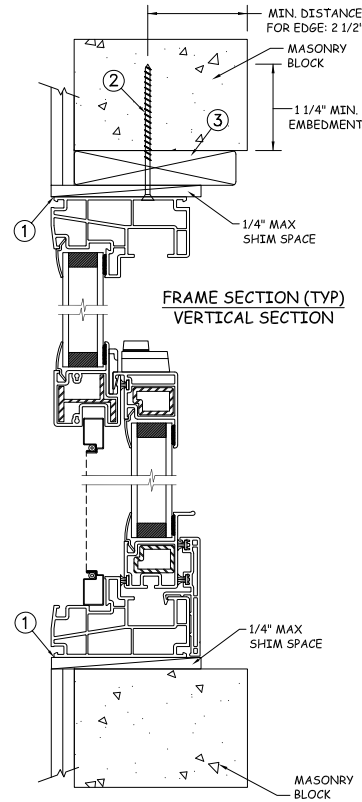 MIN. DISTANCE
FOR EDGE: 2 1/2"
MASONRY
BLOCK
2
1 1/4" MIN.
EMBEDMENT
3
1
1/4" MAX
SHIM SPACE
FRAME SECTION (TYP)
VERTICAL SECTION
1
1/4" MAX
SHIM SPACE
MASONRY
BLOCK